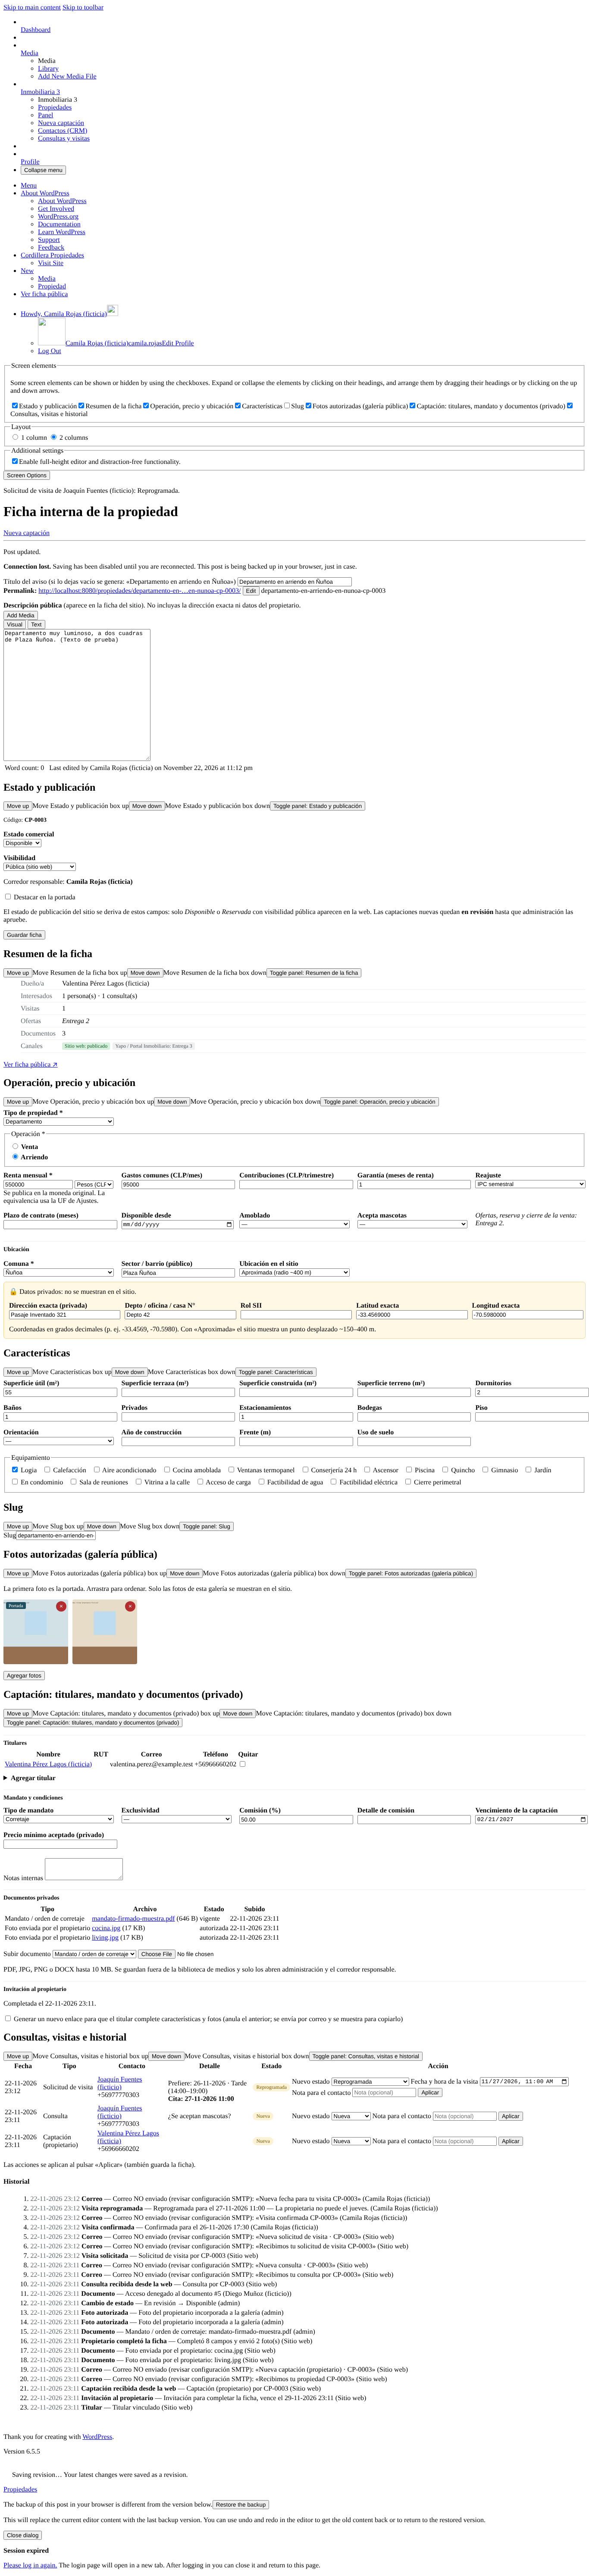 Skip to main content Skip to toolbar
Dashboard
Media
Media
Library
Add New Media File
Inmobiliaria 3
Inmobiliaria 3
Propiedades
Panel
Nueva captación
Contactos (CRM)
Consultas y visitas
Profile
Collapse menu
Menu
About WordPress
About WordPress
Get Involved
WordPress.org
Documentation
Learn WordPress
Support
Feedback
Cordillera Propiedades
Visit Site
New
Media
Propiedad
Ver ficha pública
Howdy, Camila Rojas (ficticia)
Camila Rojas (ficticia)camila.rojasEdit Profile
Log Out
Screen elements
Some screen elements can be shown or hidden by using the checkboxes. Expand or collapse the elements by clicking on their headings, and arrange them by dragging their headings or by clicking on the up and down arrows.
Estado y publicación Resumen de la ficha Operación, precio y ubicación Características Slug Fotos autorizadas (galería pública) Captación: titulares, mandato y documentos (privado)
Consultas, visitas e historial
Layout
1 column 2 columns
Additional settings
Enable full-height editor and distraction-free functionality.
Screen Options
Solicitud de visita de Joaquín Fuentes (ficticio): Reprogramada.
Ficha interna de la propiedad
Nueva captación
Post updated.
Connection lost. Saving has been disabled until you are reconnected. This post is being backed up in your browser, just in case.
Título del aviso (si lo dejas vacío se genera: «Departamento en arriendo en Ñuñoa») Departamento en arriendo en Ñuñoa
Permalink: http://localhost:8080/propiedades/departamento-en-…en-nunoa-cp-0003/ Edit departamento-en-arriendo-en-nunoa-cp-0003
Descripción pública (aparece en la ficha del sitio). No incluyas la dirección ni datos del propietario.
Add Media
Visual Text
Departamento muy luminoso, a dos cuadras
de Plaza Ñuñoa. (Texto de prueba)
Word count: 0 Last edited by Camila Rojas (ficticia) on November 22, 2026 at 11:12 pm
Estado y publicación
Move up Move Estado y publicación box up Move down Move Estado y publicación box down Toggle panel: Estado y publicación
Código: CP-0003
Estado comercial
Disponible
Visibilidad
Pública (sitio web)
Corredor responsable: Camila Rojas (ficticia)
Destacar en la portada
El estado de publicación del sitio se deriva de estos campos: solo Disponible o Reservada con visibilidad pública aparecen en la web. Las captaciones nuevas quedan en revisión hasta que administración las apruebe.
Guardar ficha
Resumen de la ficha
Move up Move Resumen de la ficha box up Move down Move Resumen de la ficha box down Toggle panel: Resumen de la ficha
Dueño/a Valentina Pérez Lagos (ficticia)
Interesados 1 persona(s) · 1 consulta(s)
Visitas 1
Ofertas Entrega 2
Documentos 3
Canales Sitio web: publicado Yapo / Portal Inmobiliario: Entrega 3
Ver ficha pública ↗
Operación, precio y ubicación
Move up Move Operación, precio y ubicación box up Move down Move Operación, precio y ubicación box down Toggle panel: Operación, precio y ubicación
Tipo de propiedad *
Departamento
Operación *
Venta
Arriendo
Renta mensual * Gastos comunes (CLP/mes) Contribuciones (CLP/trimestre) Garantía (meses de renta) Reajuste
550000 Pesos (CLP 95000 1 IPC semestral
Se publica en la moneda original. La equivalencia usa la UF de Ajustes.
Plazo de contrato (meses) Disponible desde Amoblado Acepta mascotas Ofertas, reserva y cierre de la venta: Entrega 2.
mm/dd/yyyy — —
Ubicación
Comuna * Sector / barrio (público) Ubicación en el sitio
Ñuñoa Plaza Ñuñoa Aproximada (radio ~400 m)
🔒 Datos privados: no se muestran en el sitio.
Dirección exacta (privada) Depto / oficina / casa N° Rol SII Latitud exacta Longitud exacta
Pasaje Inventado 321 Depto 42 -33.4569000 -70.5980000
Coordenadas en grados decimales (p. ej. -33.4569, -70.5980). Con «Aproximada» el sitio muestra un punto desplazado ~150–400 m.
Características
Move up Move Características box up Move down Move Características box down Toggle panel: Características
Superficie útil (m²) Superficie terraza (m²) Superficie construida (m²) Superficie terreno (m²) Dormitorios
55 2
Baños Privados Estacionamientos Bodegas Piso
1 1
Orientación Año de construcción Frente (m) Uso de suelo
—
Equipamiento
Logia Calefacción Aire acondicionado Cocina amoblada Ventanas termopanel Conserjería 24 h Ascensor Piscina Quincho Gimnasio Jardín
En condominio Sala de reuniones Vitrina a la calle Acceso de carga Factibilidad de agua Factibilidad eléctrica Cierre perimetral
Slug
Move up Move Slug box up Move down Move Slug box down Toggle panel: Slug
Slug departamento-en-arriendo-en-
Fotos autorizadas (galería pública)
Move up Move Fotos autorizadas (galería pública) box up Move down Move Fotos autorizadas (galería pública) box down Toggle panel: Fotos autorizadas (galería pública)
La primera foto es la portada. Arrastra para ordenar. Solo las fotos de esta galería se muestran en el sitio.
Portada × ×
Agregar fotos
Captación: titulares, mandato y documentos (privado)
Move up Move Captación: titulares, mandato y documentos (privado) box up Move down Move Captación: titulares, mandato y documentos (privado) box down
Toggle panel: Captación: titulares, mandato y documentos (privado)
Titulares
Nombre RUT Correo Teléfono Quitar
Valentina Pérez Lagos (ficticia) valentina.perez@example.test +56966660202
Agregar titular
Mandato y condiciones
Tipo de mandato Exclusividad Comisión (%) Detalle de comisión Vencimiento de la captación
Corretaje — 50.00 02/21/2027
Precio mínimo aceptado (privado)
Notas internas
Documentos privados
Tipo Archivo Estado Subido
Mandato / orden de corretaje mandato-firmado-muestra.pdf (646 B) vigente 22-11-2026 23:11
Foto enviada por el propietario cocina.jpg (17 KB) autorizada 22-11-2026 23:11
Foto enviada por el propietario living.jpg (17 KB) autorizada 22-11-2026 23:11
Subir documento Mandato / orden de corretaje Choose File No file chosen
PDF, JPG, PNG o DOCX hasta 10 MB. Se guardan fuera de la biblioteca de medios y solo los abren administración y el corredor responsable.
Invitación al propietario
Completada el 22-11-2026 23:11.
Generar un nuevo enlace para que el titular complete características y fotos (anula el anterior; se envía por correo y se muestra para copiarlo)
Consultas, visitas e historial
Move up Move Consultas, visitas e historial box up Move down Move Consultas, visitas e historial box down Toggle panel: Consultas, visitas e historial
Fecha Tipo Contacto Detalle Estado Acción
22-11-2026 23:12 Solicitud de visita Joaquín Fuentes (ficticio) +56977770303 Prefiere: 26-11-2026 · Tarde (14:00–19:00) Cita: 27-11-2026 11:00 Reprogramada Nuevo estado Reprogramada Fecha y hora de la visita 11/27/2026, 11:00 AM
Nota para el contacto Nota (opcional) Aplicar
22-11-2026 23:11 Consulta Joaquín Fuentes (ficticio) +56977770303 ¿Se aceptan mascotas? Nueva Nuevo estado Nueva Nota para el contacto Nota (opcional) Aplicar
22-11-2026 23:11 Captación (propietario) Valentina Pérez Lagos (ficticia) +56966660202 Nueva Nuevo estado Nueva Nota para el contacto Nota (opcional) Aplicar
Las acciones se aplican al pulsar «Aplicar» (también guarda la ficha).
Historial
1. 22-11-2026 23:12 Correo — Correo NO enviado (revisar configuración SMTP): «Nueva fecha para tu visita CP-0003» (Camila Rojas (ficticia))
2. 22-11-2026 23:12 Visita reprogramada — Reprogramada para el 27-11-2026 11:00 — La propietaria no puede el jueves. (Camila Rojas (ficticia))
3. 22-11-2026 23:12 Correo — Correo NO enviado (revisar configuración SMTP): «Visita confirmada CP-0003» (Camila Rojas (ficticia))
4. 22-11-2026 23:12 Visita confirmada — Confirmada para el 26-11-2026 17:30 (Camila Rojas (ficticia))
5. 22-11-2026 23:12 Correo — Correo NO enviado (revisar configuración SMTP): «Nueva solicitud de visita · CP-0003» (Sitio web)
6. 22-11-2026 23:12 Correo — Correo NO enviado (revisar configuración SMTP): «Recibimos tu solicitud de visita CP-0003» (Sitio web)
7. 22-11-2026 23:12 Visita solicitada — Solicitud de visita por CP-0003 (Sitio web)
8. 22-11-2026 23:11 Correo — Correo NO enviado (revisar configuración SMTP): «Nueva consulta · CP-0003» (Sitio web)
9. 22-11-2026 23:11 Correo — Correo NO enviado (revisar configuración SMTP): «Recibimos tu consulta por CP-0003» (Sitio web)
10. 22-11-2026 23:11 Consulta recibida desde la web — Consulta por CP-0003 (Sitio web)
11. 22-11-2026 23:11 Documento — Acceso denegado al documento #5 (Diego Muñoz (ficticio))
12. 22-11-2026 23:11 Cambio de estado — En revisión → Disponible (admin)
13. 22-11-2026 23:11 Foto autorizada — Foto del propietario incorporada a la galería (admin)
14. 22-11-2026 23:11 Foto autorizada — Foto del propietario incorporada a la galería (admin)
15. 22-11-2026 23:11 Documento — Mandato / orden de corretaje: mandato-firmado-muestra.pdf (admin)
16. 22-11-2026 23:11 Propietario completó la ficha — Completó 8 campos y envió 2 foto(s) (Sitio web)
17. 22-11-2026 23:11 Documento — Foto enviada por el propietario: cocina.jpg (Sitio web)
18. 22-11-2026 23:11 Documento — Foto enviada por el propietario: living.jpg (Sitio web)
19. 22-11-2026 23:11 Correo — Correo NO enviado (revisar configuración SMTP): «Nueva captación (propietario) · CP-0003» (Sitio web)
20. 22-11-2026 23:11 Correo — Correo NO enviado (revisar configuración SMTP): «Recibimos tu propiedad CP-0003» (Sitio web)
21. 22-11-2026 23:11 Captación recibida desde la web — Captación (propietario) por CP-0003 (Sitio web)
22. 22-11-2026 23:11 Invitación al propietario — Invitación para completar la ficha, vence el 29-11-2026 23:11 (Sitio web)
23. 22-11-2026 23:11 Titular — Titular vinculado (Sitio web)
Thank you for creating with WordPress.
Version 6.5.5
Saving revision… Your latest changes were saved as a revision.
Propiedades
The backup of this post in your browser is different from the version below. Restore the backup
This will replace the current editor content with the last backup version. You can use undo and redo in the editor to get the old content back or to return to the restored version.
Close dialog
Session expired
Please log in again. The login page will open in a new tab. After logging in you can close it and return to this page.